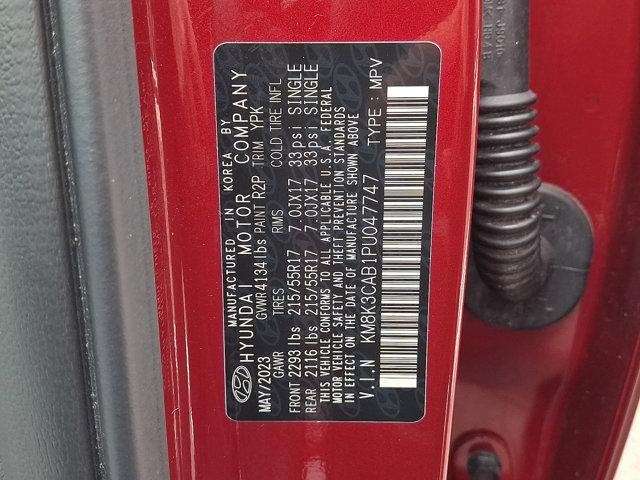 MANUFACTURED IN KOREA BY
HYUNDAI MOTOR COMPANY
MAY/2023 GVWR 4134 lbs PAINT R2P TRIM YPK
GAWR TIRES RIMS COLD TIRE INFL
FRONT 2293 lbs 215/55R17 7.0JX17 33psi SINGLE
REAR 2116 lbs 215/55R17 7.0JX17 33psi SINGLE
THIS VEHICLE CONFORMS TO ALL APPLICABLE U.S.A. FEDERAL
MOTOR VEHICLE SAFETY AND THEFT PREVENTION STANDARDS
IN EFFECT ON THE DATE OF MANUFACTURE SHOWN ABOVE
V.I.N KM8K3CAB1PU047747 TYPE : MPV